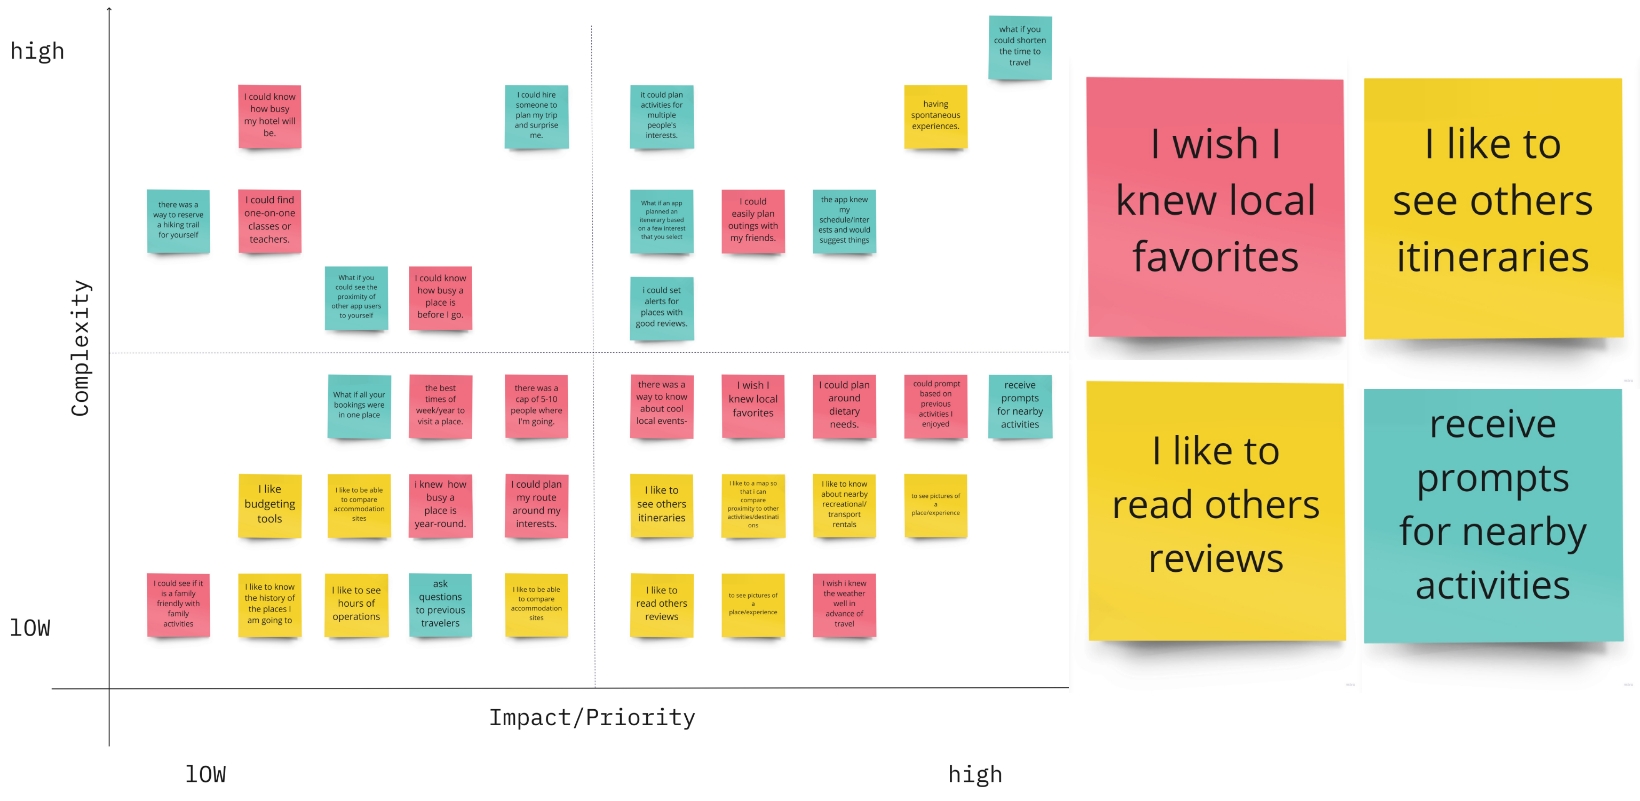 high
what if you
could shorten
the time to
travel
I could know
how busy
my hotel will
be.
I could hire
someone to
plan my trip
and surprise
me.
it could plan
activities for
multiple
people's
interests.
having
spontaneous
experiences.
there was a
way to reserve
a hiking trail
for yourself
I could find
one-on-one
classes or
teachers.
What if an app
planned an
itenerary based
on a few interest
that you select
I could
easily plan
outings with
my friends.
the app knew
my
schedule/inter
ests and would
suggest things
What if you
could see the
proximity of
other app users
to yourself
I could know
how busy a
place is
before I go.
i could set
alerts for
places with
good reviews.
Complexity
What if all your
bookings were
in one place
the best
times of
week/year to
visit a place.
there was a
cap of 5-10
people where
I'm going.
there was a
way to know
about cool
local events-
I wish I
knew local
favorites
I could plan
around
dietary
needs.
could prompt
based on
previous
activities I
enjoyed
receive
prompts
for nearby
activities
I like
budgeting
tools
I like to be able
to compare
accommodation
sites
i knew how
busy a
place is
year-round.
I could plan
my route
around my
interests.
I like to
see others
itineraries
I like to a map so
that I can
compare
proximity to other
activities/destinati
ons
I like to know
about nearby
recreational/
transport
rentals
to see pictures of
a
place/experience
I could see if it
is a family
friendly with
family
activities
I like to know
the history of
the places I
am going to
I like to see
hours of
operations
ask
questions
to previous
travelers
I like to be able
to compare
accommodation
sites
I like to
read others
reviews
to see pictures of
a
place/experience
I wish i knew
the weather
well in
advance of
travel
lOW
Impact/Priority
lOW
high
I wish I
knew local
favorites
I like to
see others
itineraries
I like to
read others
reviews
receive
prompts
for nearby
activities